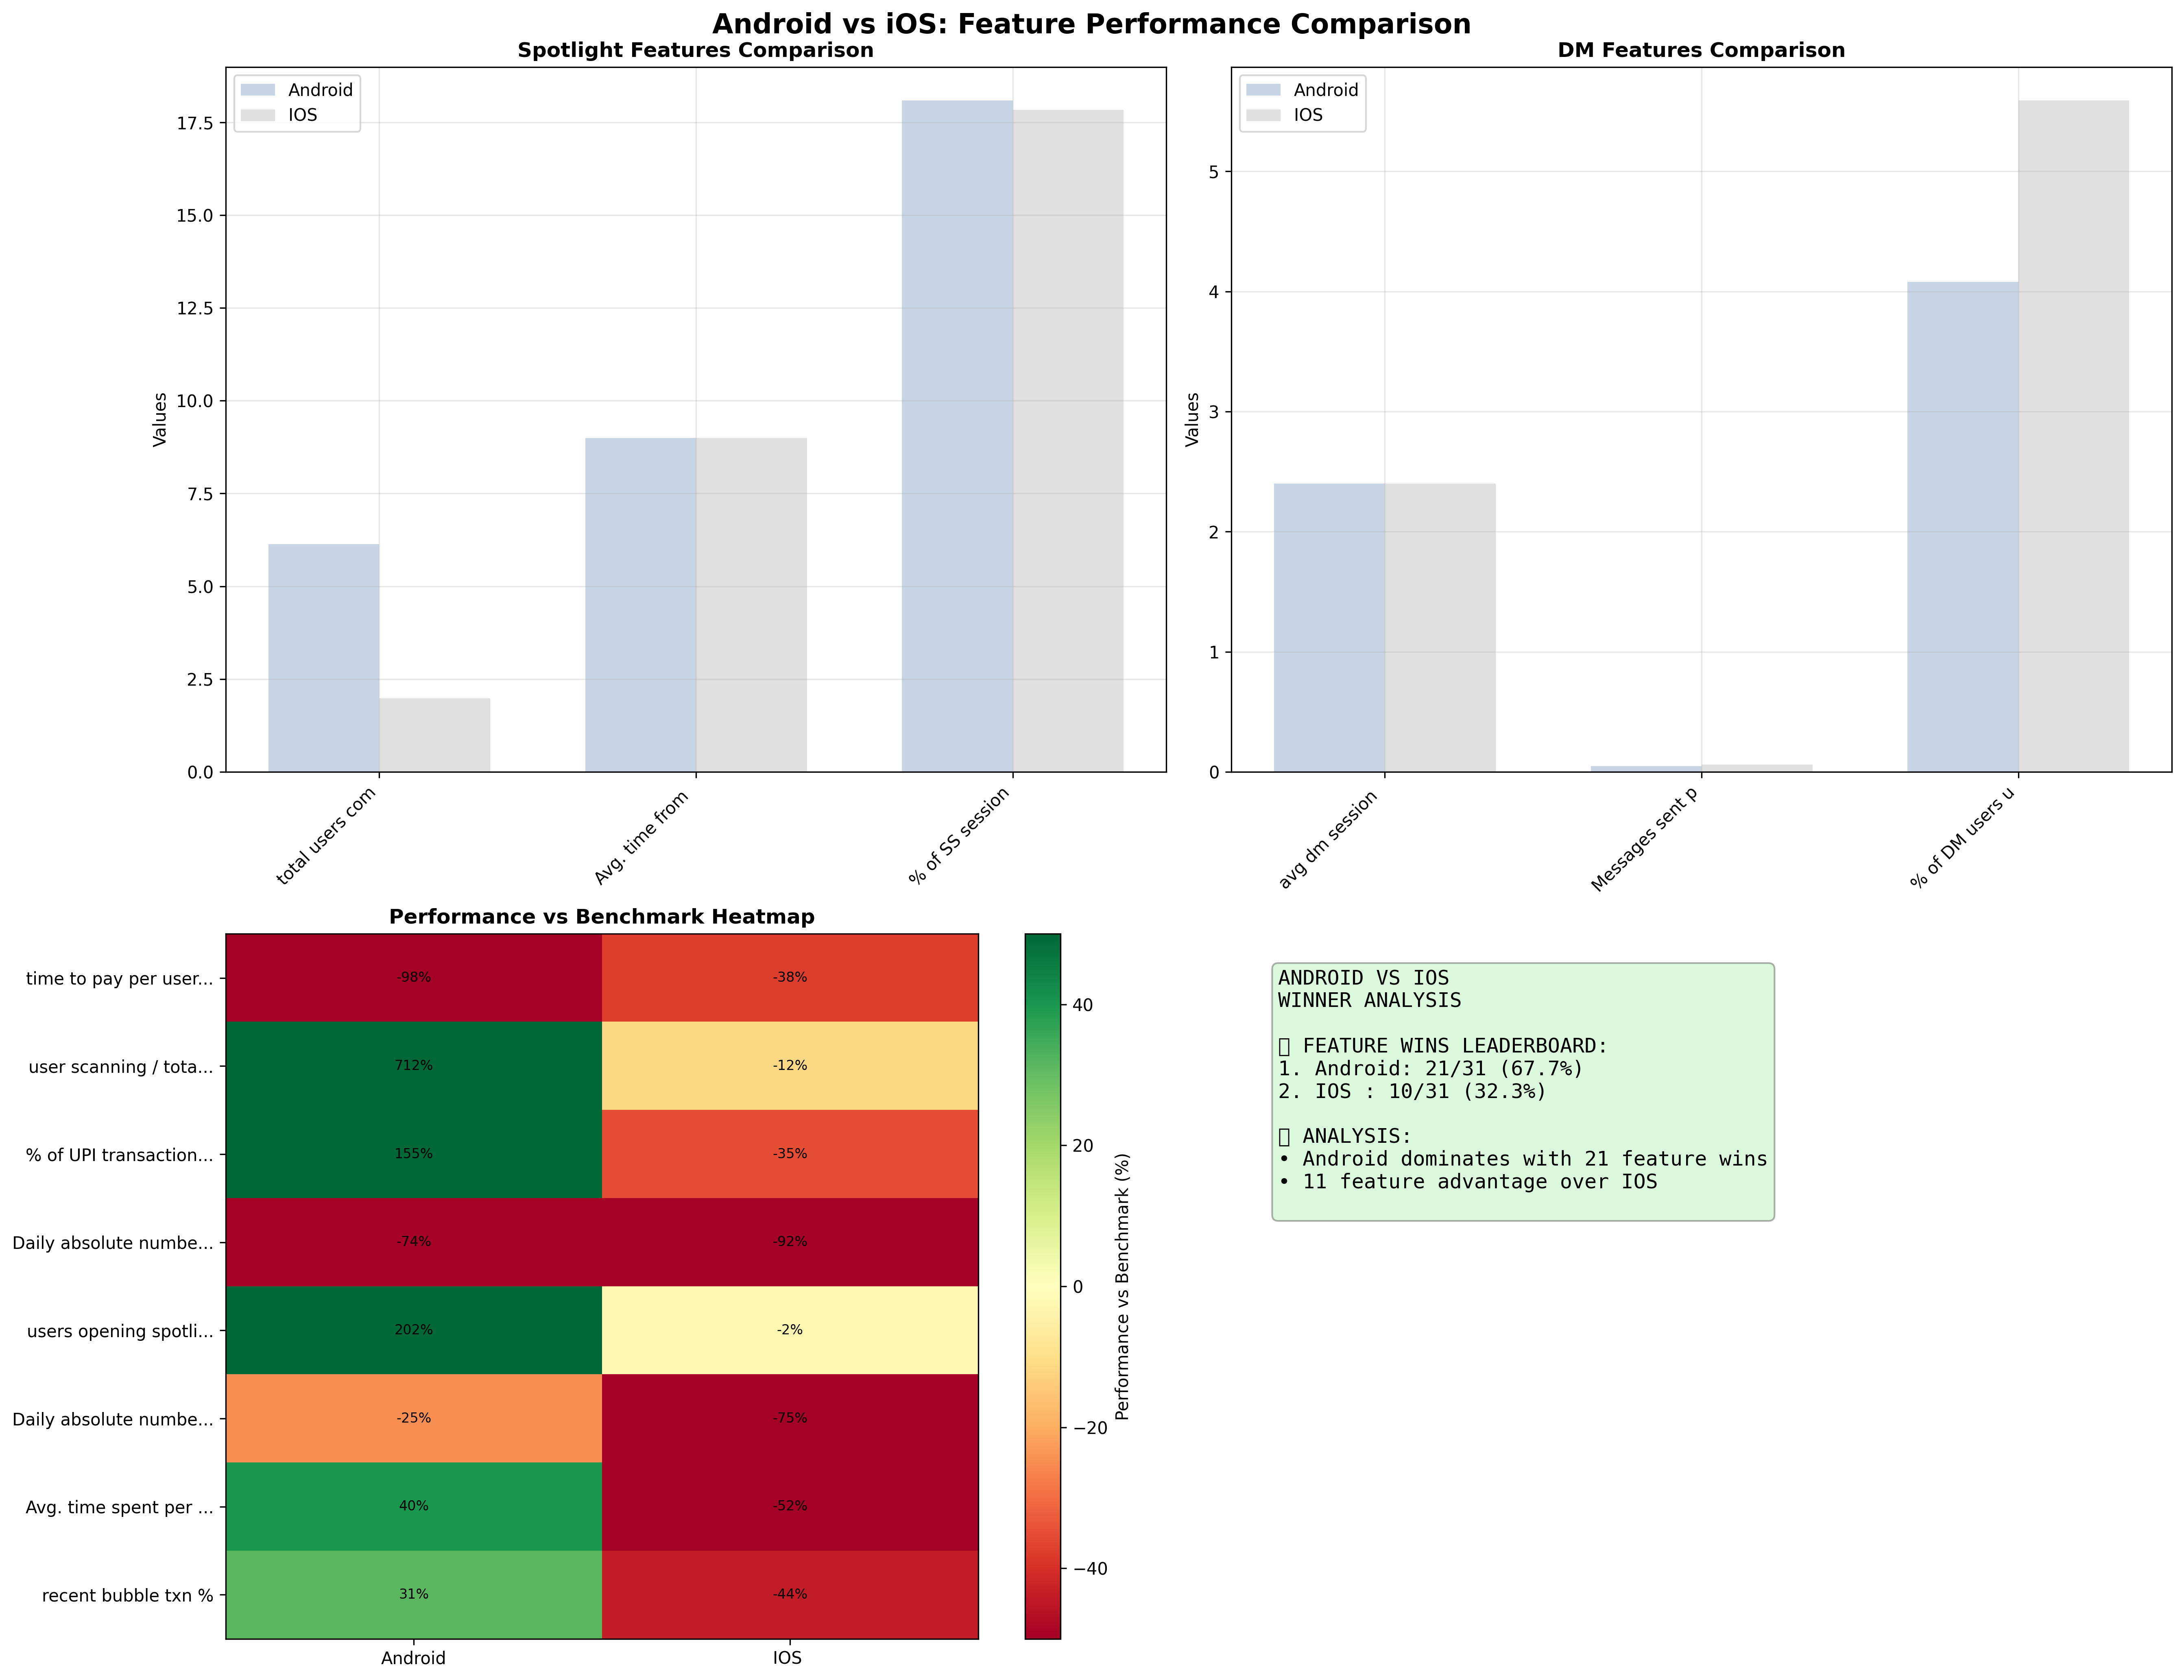 Android vs iOS: Feature Performance Comparison
Spotlight Features Comparison
Android
IOS
Values
17.5
15.0
12.5
10.0
7.5
5.0
2.5
0.0
total users com
Avg. time from
% of SS session
DM Features Comparison
Android
IOS
Values
5
4
3
2
1
0
avg dm session
Messages sent p
% of DM users u
Performance vs Benchmark Heatmap
time to pay per user... -98% -38%
user scanning / tota... 712% -12%
% of UPI transaction... 155% -35%
Daily absolute numbe... -74% -92%
users opening spotli... 202% -2%
Daily absolute numbe... -25% -75%
Avg. time spent per ... 40% -52%
recent bubble txn % 31% -44%
Android IOS
40
20
0
−20
−40
Performance vs Benchmark (%)
ANDROID VS IOS
WINNER ANALYSIS
FEATURE WINS LEADERBOARD:
1. Android: 21/31 (67.7%)
2. IOS : 10/31 (32.3%)
ANALYSIS:
• Android dominates with 21 feature wins
• 11 feature advantage over IOS